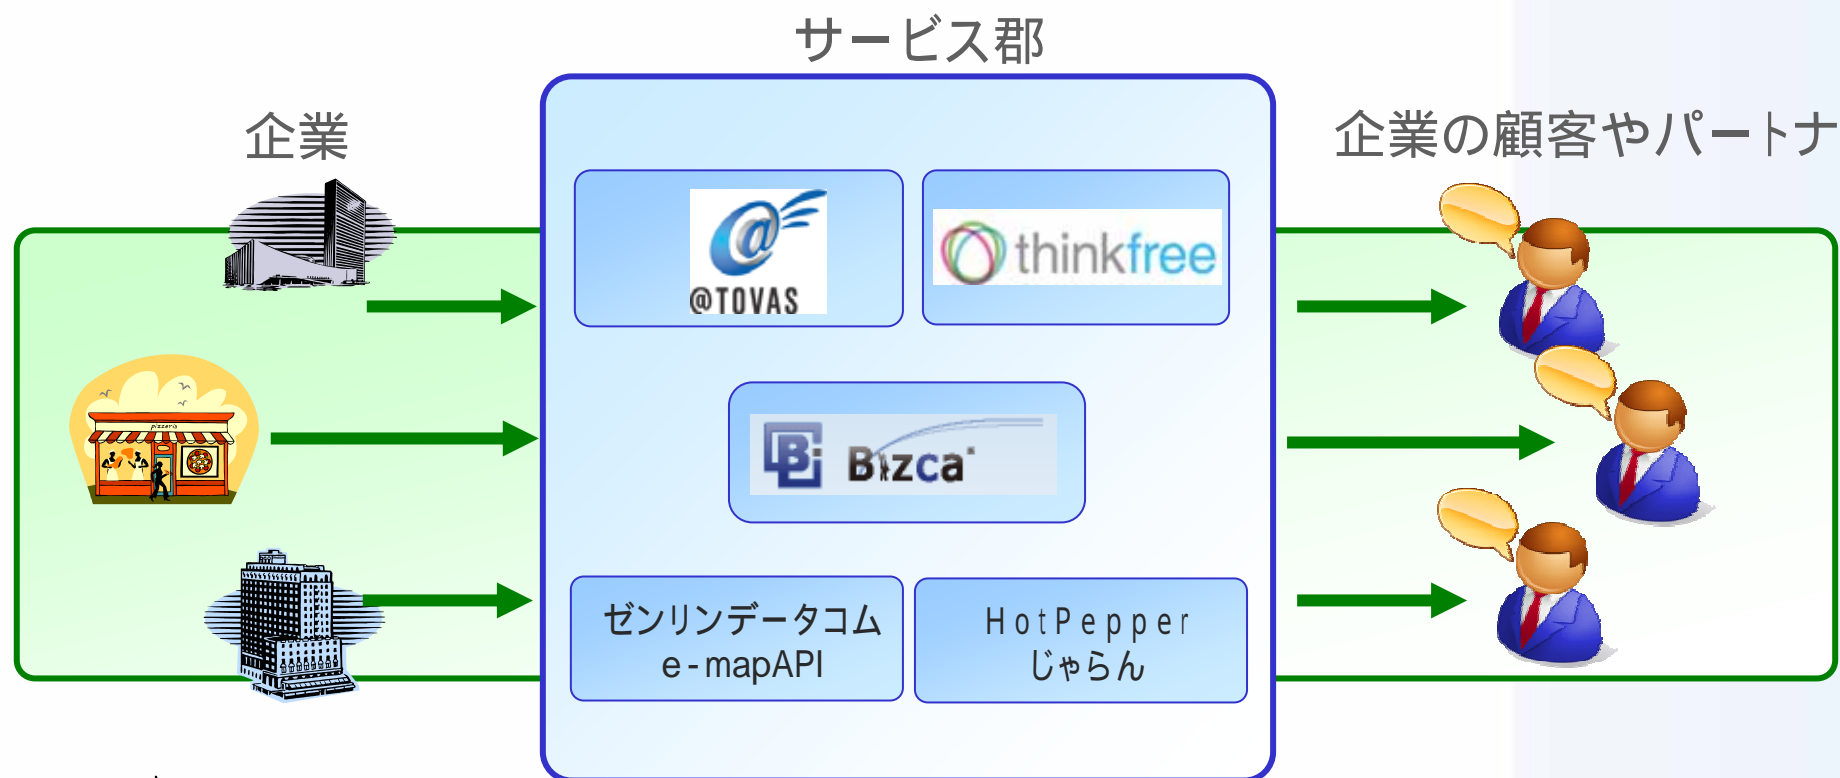 サービス郡
企業
企業の顧客やパートナ
@TOVAS
thinkfree
pizzeria
Bizca
ゼンリンデータコム
e-mapAPI
HotPepper
じゃらん